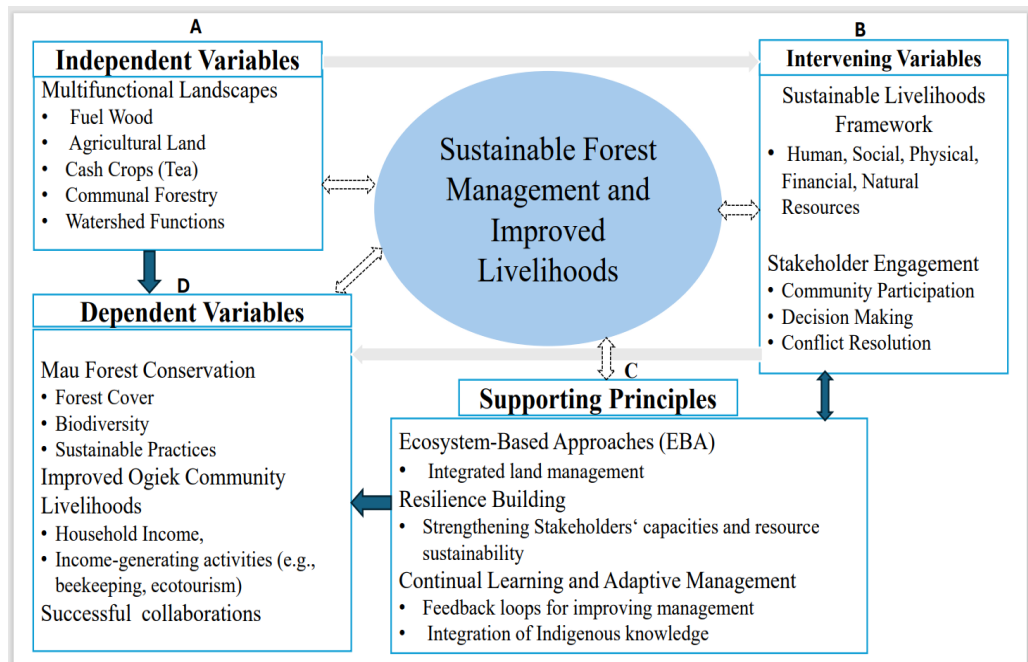 A
Independent Variables
Multifunctional Landscapes
• Fuel Wood
• Agricultural Land
• Cash Crops (Tea)
• Communal Forestry
• Watershed Functions
Sustainable Forest
Management and
Improved
Livelihoods
B
Intervening Variables
Sustainable Livelihoods
Framework
• Human, Social, Physical,
Financial, Natural
Resources
Stakeholder Engagement
• Community Participation
• Decision Making
• Conflict Resolution
D
Dependent Variables
Mau Forest Conservation
• Forest Cover
• Biodiversity
• Sustainable Practices
Improved Ogiek Community
Livelihoods
• Household Income,
• Income-generating activities (e.g.,
beekeeping, ecotourism)
Successful collaborations
C
Supporting Principles
Ecosystem-Based Approaches (EBA)
• Integrated land management
Resilience Building
• Strengthening Stakeholders‘ capacities and resource
sustainability
Continual Learning and Adaptive Management
• Feedback loops for improving management
• Integration of Indigenous knowledge